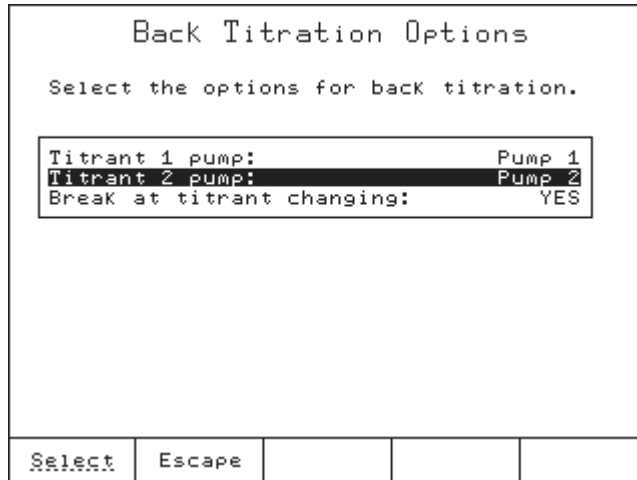 Back Titration Options
Select the options for back titration.
Titrant 1 pump: Pump 1
Titrant 2 pump: Pump 2
Break at titrant changing: YES
Select Escape